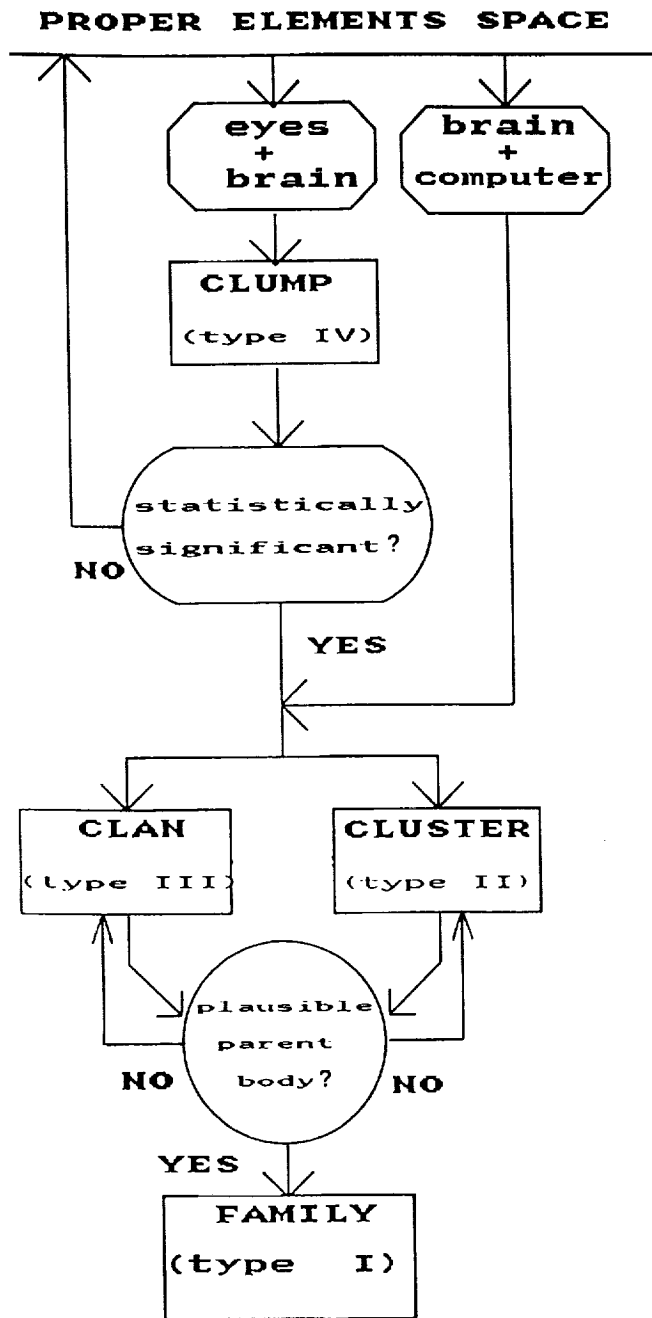 PROPER ELEMENTS SPACE
eyes
+
brain
brain
+
computer
CLUMP
(type IV)
statistically
significant?
NO
YES
CLAN
(type III)
CLUSTER
(type II)
plausible
parent
body?
NO
NO
YES
FAMILY
(type I)